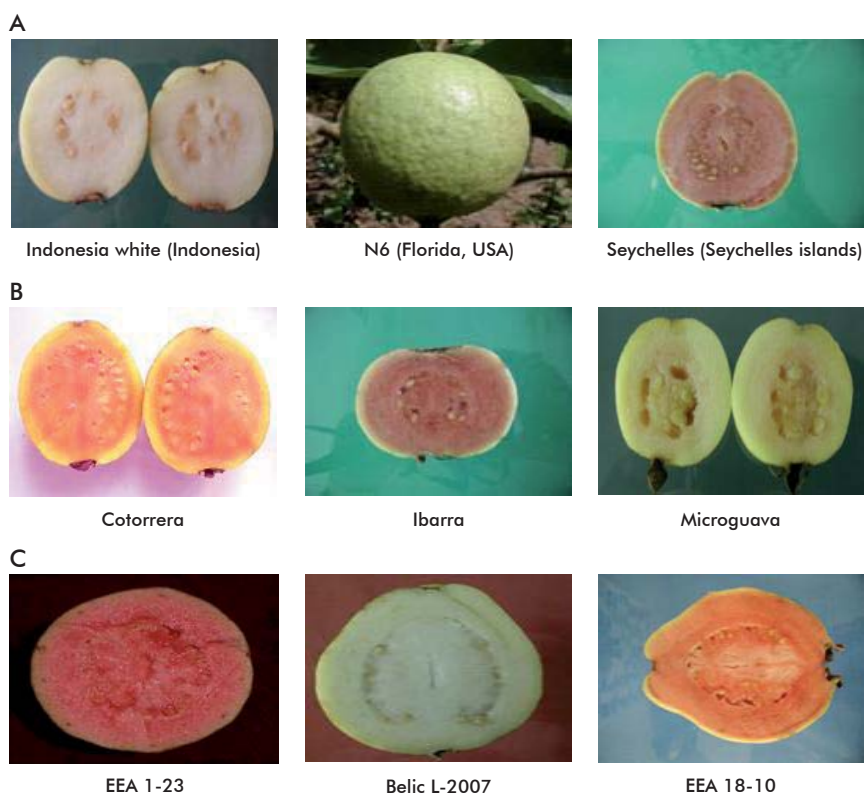 A
Indonesia white (Indonesia)
N6 (Florida, USA)
Seychelles (Seychelles islands)
B
Cotorrera
Ibarra
Microguava
C
EEA 1-23
Belic L-2007
EEA 18-10